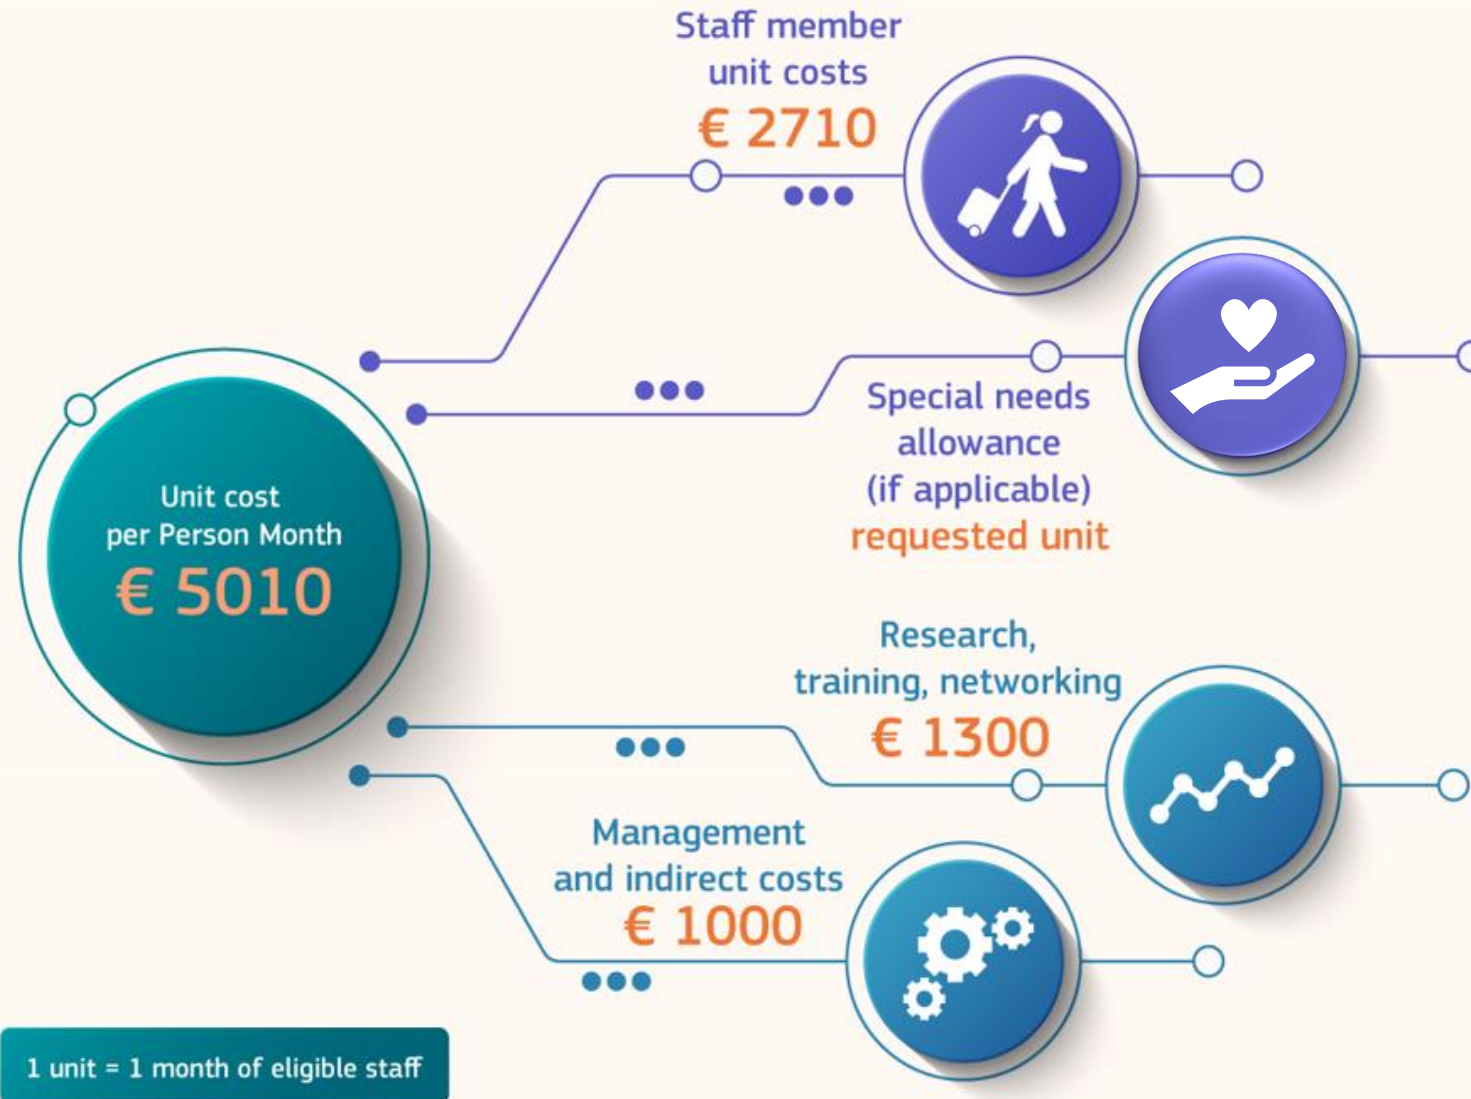 Staff member
unit costs
€ 2710
Special needs
allowance
(if applicable)
requested unit
Unit cost
per Person Month
€ 5010
Research,
training, networking
€ 1300
Management
and indirect costs
€ 1000
1 unit = 1 month of eligible staff